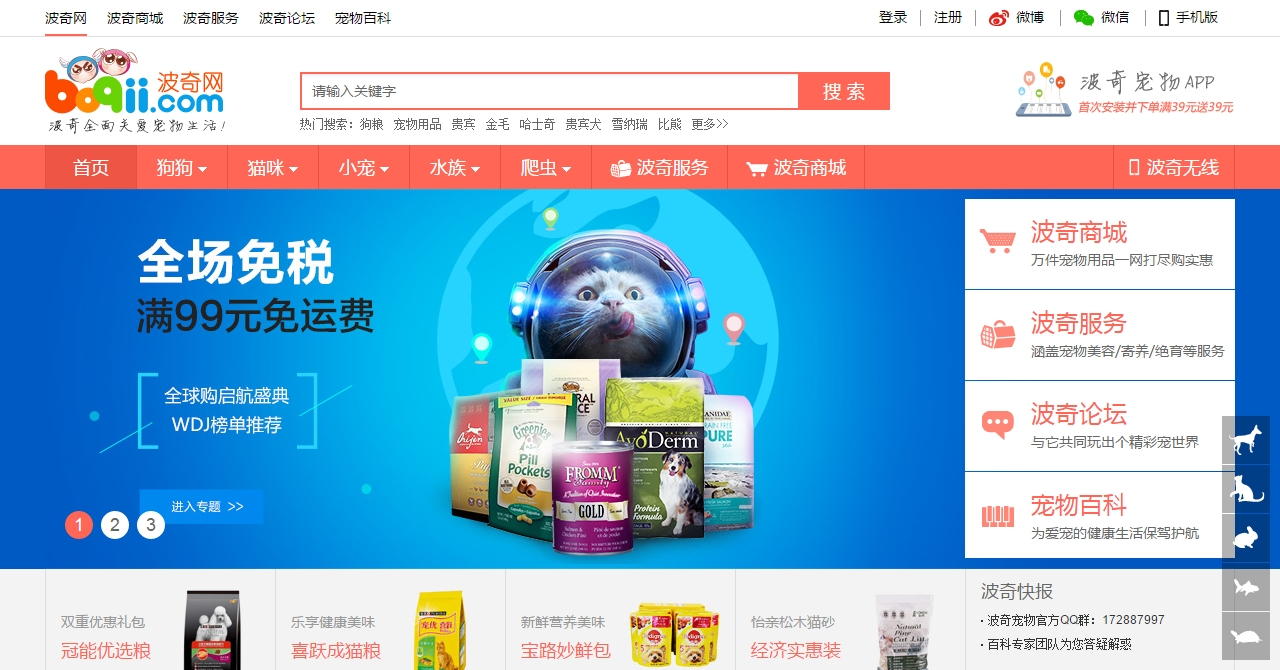 波奇网 波奇商城 波奇服务 波奇论坛 宠物百科
登录 注册 微博 微信 手机版
boqii.com 波奇网
波奇全面关爱宠物生活!
请输入关键字 搜 索
热门搜索: 狗粮 宠物用品 贵宾 金毛 哈士奇 贵宾犬 雪纳瑞 比熊 更多>>
波奇宠物APP
首次安装并下单满39元送39元
首页 狗狗 猫咪 小宠 水族 爬虫 波奇服务 波奇商城 波奇无线
全场免税
满99元免运费
全球购启航盛典
WDJ榜单推荐
进入专题 >>
1 2 3
VALUE SIZE
Greenies
Pill
Pockets
AvoDerm
NATURAL
Protein
Formula
FROMM
Family
GOLD
Salmon &
PURE
sea
波奇商城
万件宠物用品一网打尽购实惠
波奇服务
涵盖宠物美容/寄养/绝育等服务
波奇论坛
与它共同玩出个精彩宠世界
宠物百科
为爱宠的健康生活保驾护航
双重优惠礼包
冠能优选粮
乐享健康美味
喜跃成猫粮
新鲜营养美味
宝路妙鲜包
怡亲松木猫砂
经济实惠装
Natural
Pine
Cat Litter
波奇快报
· 波奇宠物官方QQ群：172887997
· 百科专家团队为您答疑解惑